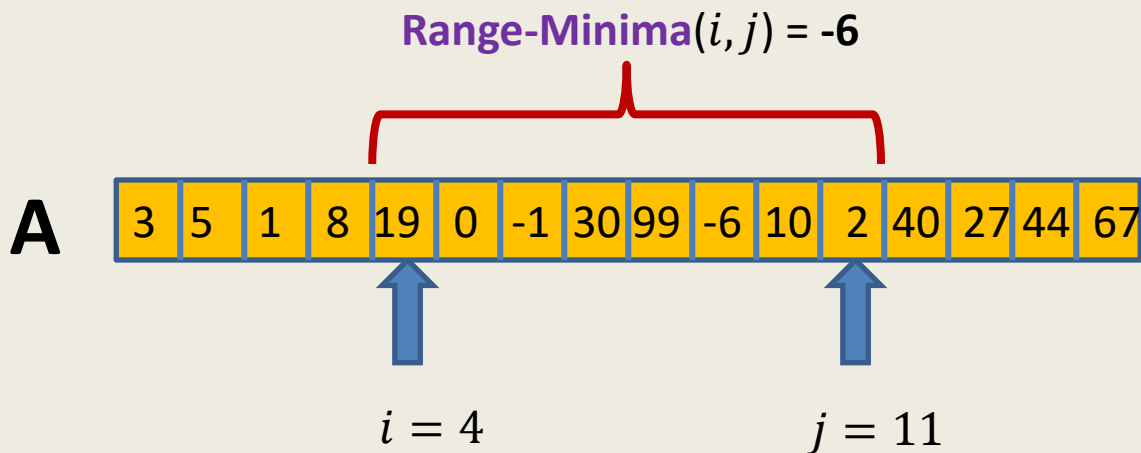 Range-Minima(i, j) = -6
A 3 5 1 8 19 0 -1 30 99 -6 10 2 40 27 44 67
i = 4 j = 11